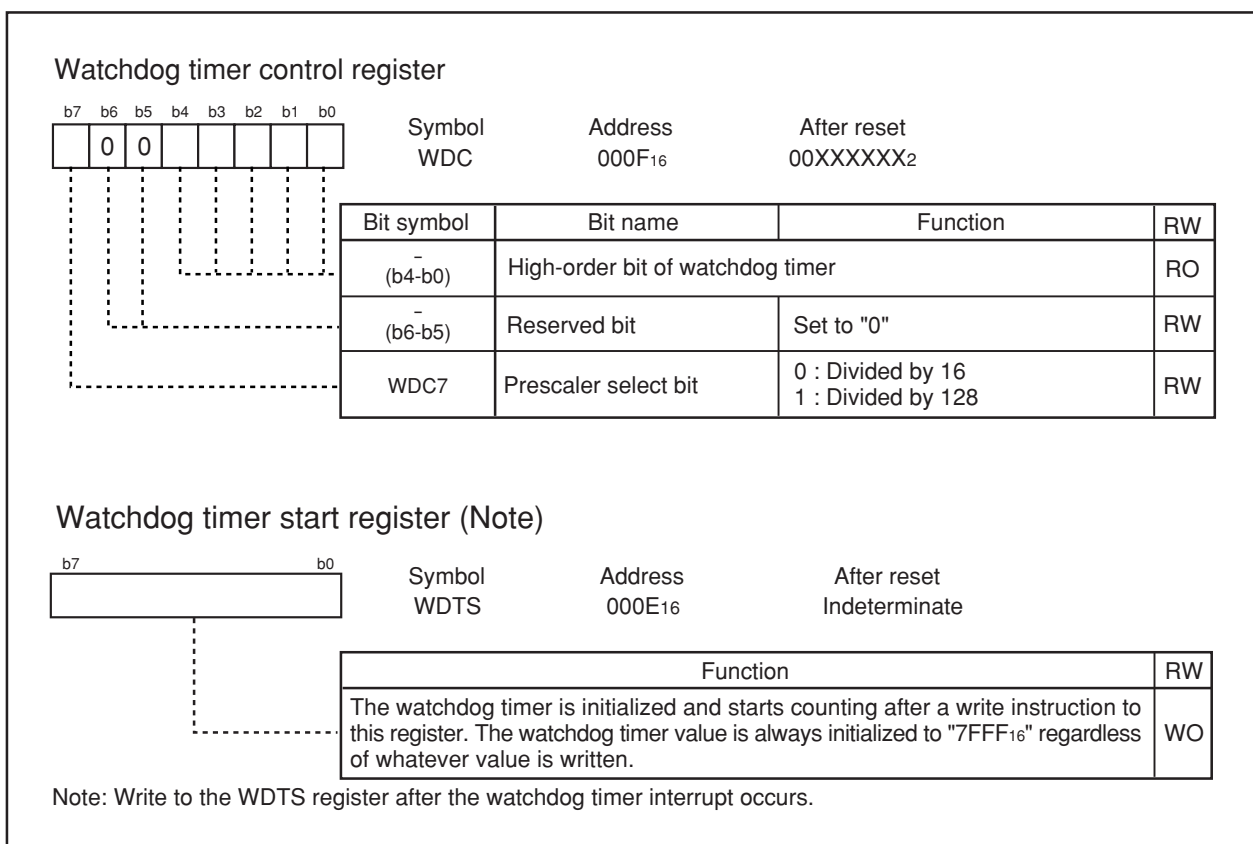 Watchdog timer control register
b7 b6 b5 b4 b3 b2 b1 b0
0 0
Symbol Address After reset
WDC 000F16 00XXXXXX2
Bit symbol Bit name Function RW
– (b4-b0) High-order bit of watchdog timer RO
– (b6-b5) Reserved bit Set to "0" RW
WDC7 Prescaler select bit 0 : Divided by 16 RW
1 : Divided by 128
Watchdog timer start register (Note)
b7 b0
Symbol Address After reset
WDTS 000E16 Indeterminate
Function RW
The watchdog timer is initialized and starts counting after a write instruction to
this register. The watchdog timer value is always initialized to "7FFF16" regardless WO
of whatever value is written.
Note: Write to the WDTS register after the watchdog timer interrupt occurs.